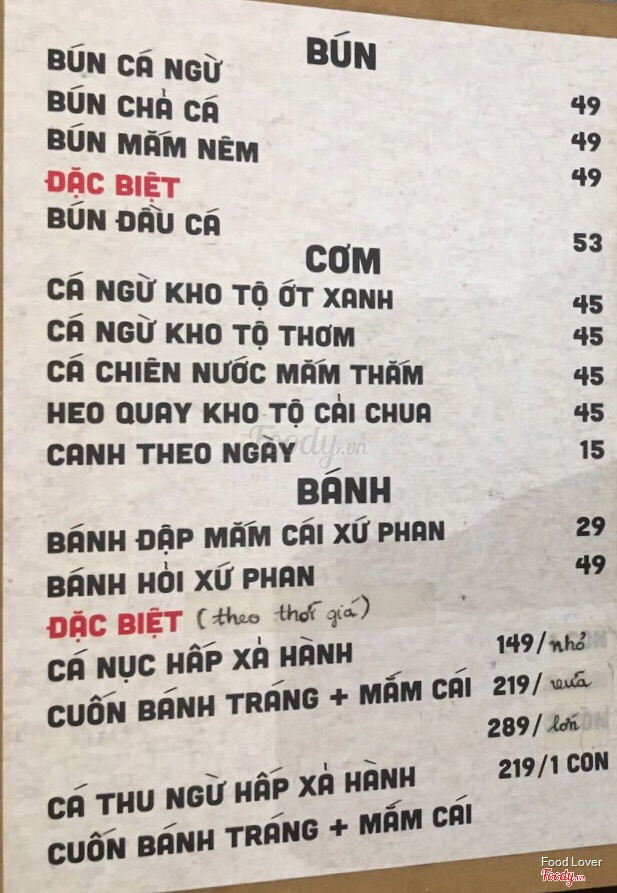 BÚN
BÚN CÁ NGỪ 49
BÚN CHẢ CÁ 49
BÚN MẮM NÊM 49
ĐẶC BIỆT
BÚN ĐẦU CÁ 53
CƠM
CÁ NGỪ KHO TỘ ỚT XANH 45
CÁ NGỪ KHO TỘ THƠM 45
CÁ CHIÊN NƯỚC MẮM THẤM 45
HEO QUAY KHO TỘ CẢI CHUA 45
CANH THEO NGÀY 15
Foody.vn
BÁNH
BÁNH ĐẬP MẮM CÁI XỨ PHAN 29
BÁNH HỎI XỨ PHAN 49
ĐẶC BIỆT (theo thời giá)
CÁ NỤC HẤP XẢ HÀNH 149/nhỏ
CUỐN BÁNH TRÁNG + MẮM CÁI 219/vừa
289/lớn
CÁ THU NGỪ HẤP XẢ HÀNH 219/1 CON
CUỐN BÁNH TRÁNG + MẮM CÁI
Food Lover
Foody.vn